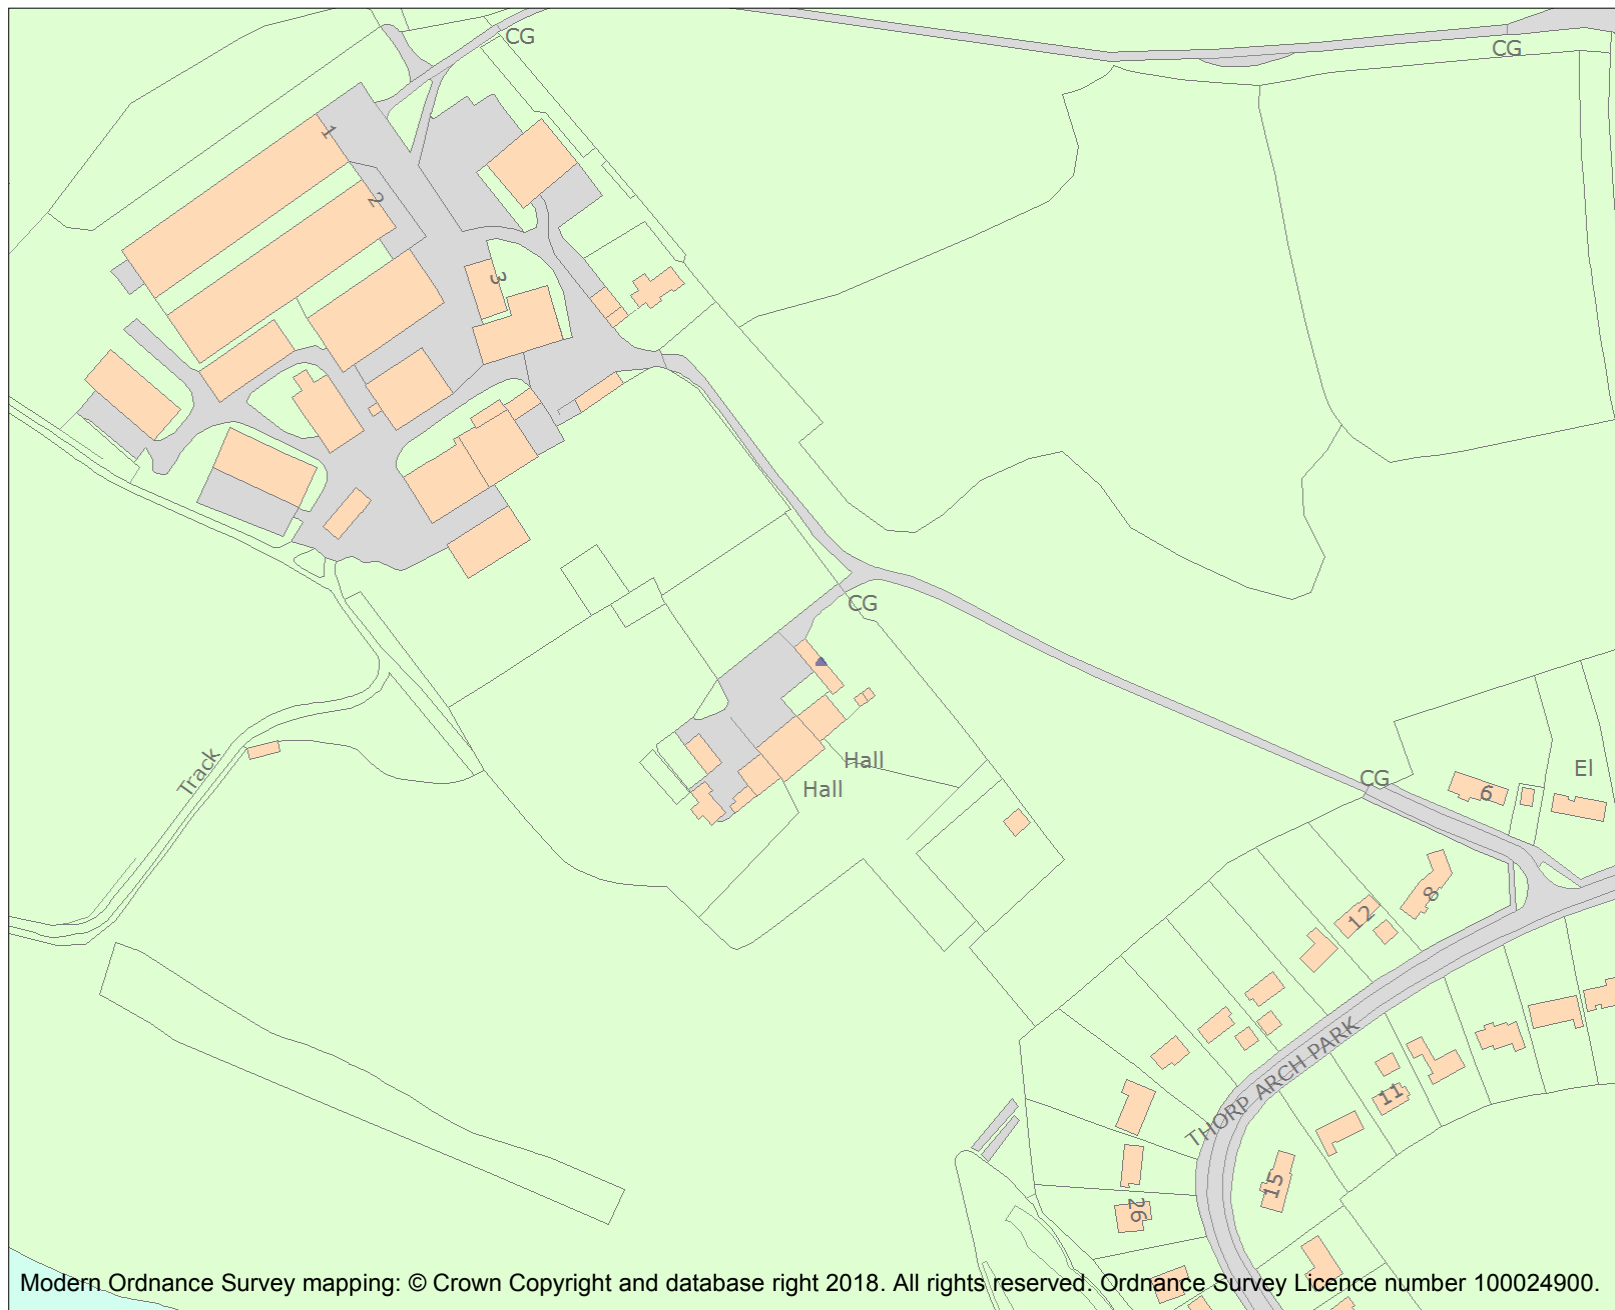 CG
CG
1
2
3
CG
Hall
Hall
Track
CG
6
El
8
12
THORP ARCH PARK
11
15
26
Modern Ordnance Survey mapping: © Crown Copyright and database right 2018. All rights reserved. Ordnance Survey Licence number 100024900.